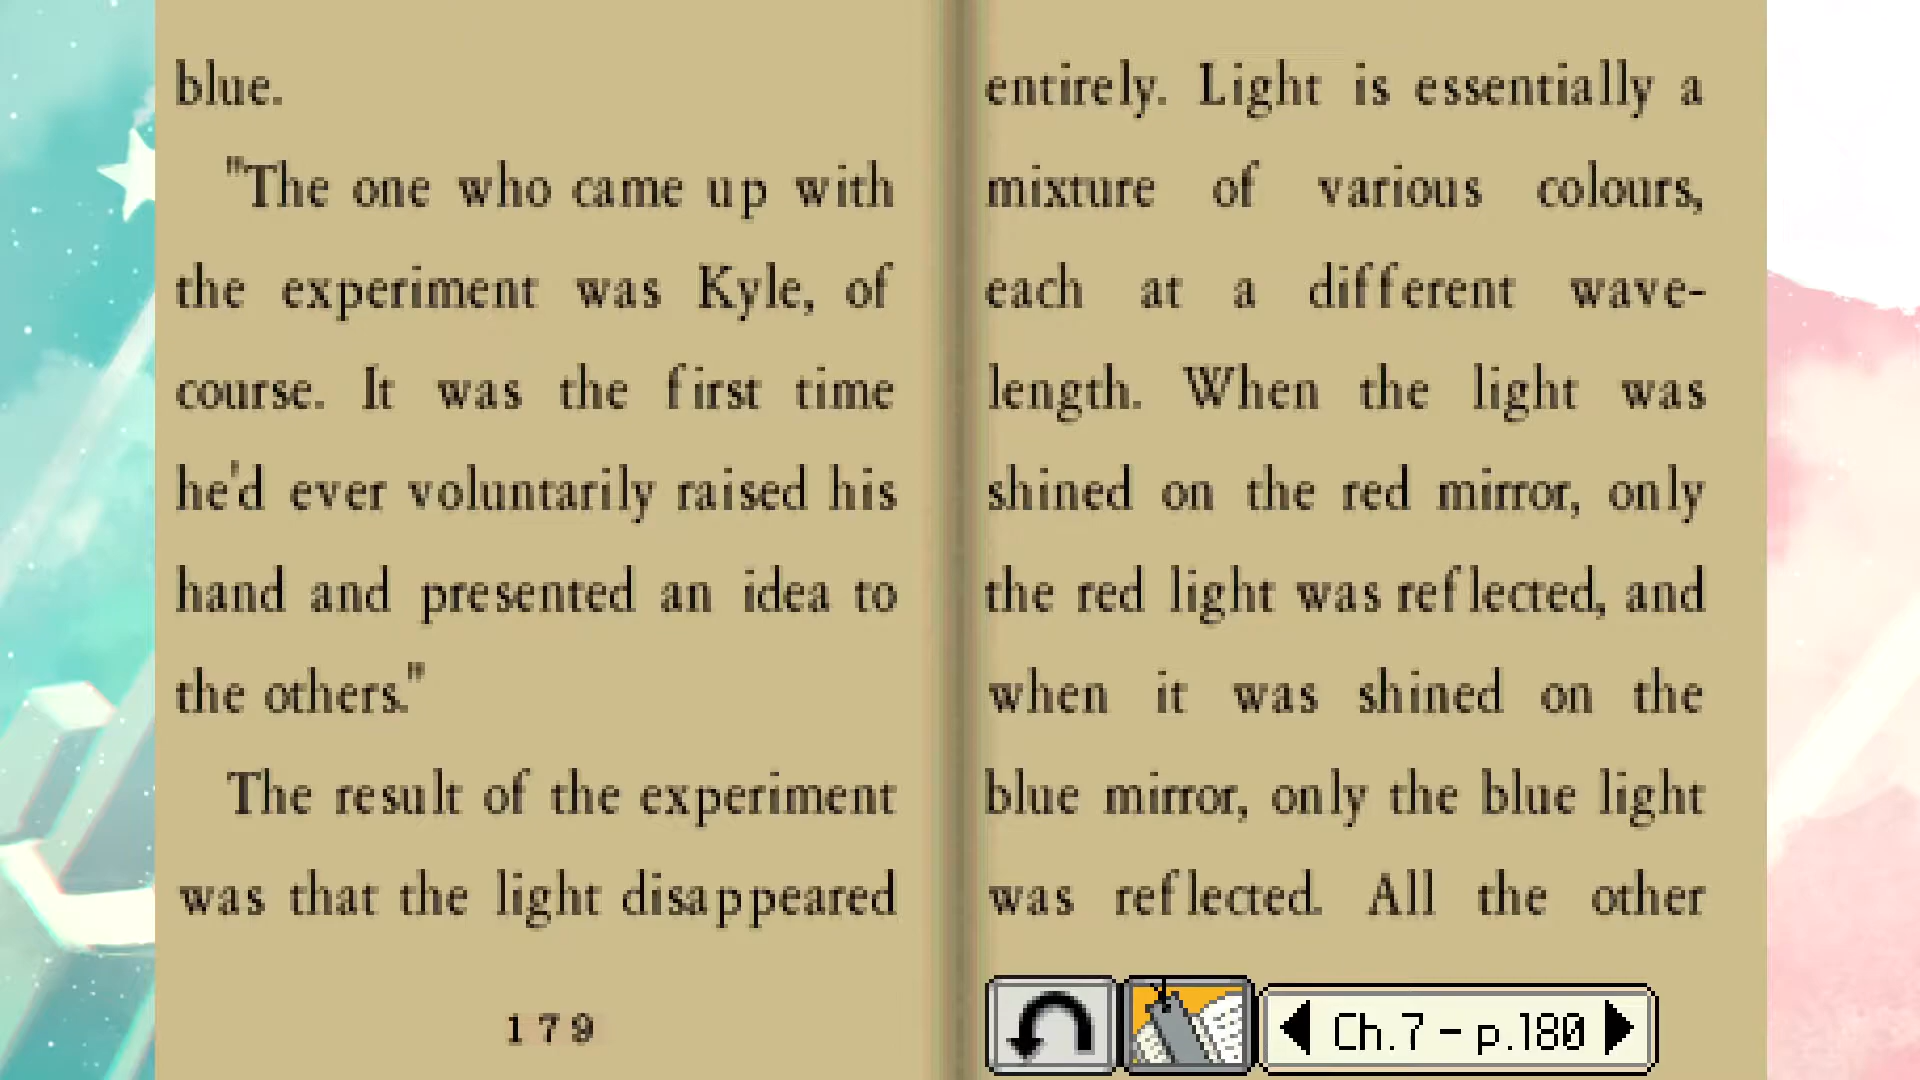 blue.
"The one who came up with
the experiment was Kyle, of
course. It was the first time
he'd ever voluntarily raised his
hand and presented an idea to
the others."
The result of the experiment
was that the light disappeared
179
entirely. Light is essentially a
mixture of various colours,
each at a different wave-
length. When the light was
shined on the red mirror, only
the red light was reflected, and
when it was shined on the
blue mirror, only the blue light
was reflected. All the other
Ch.7 - p.180